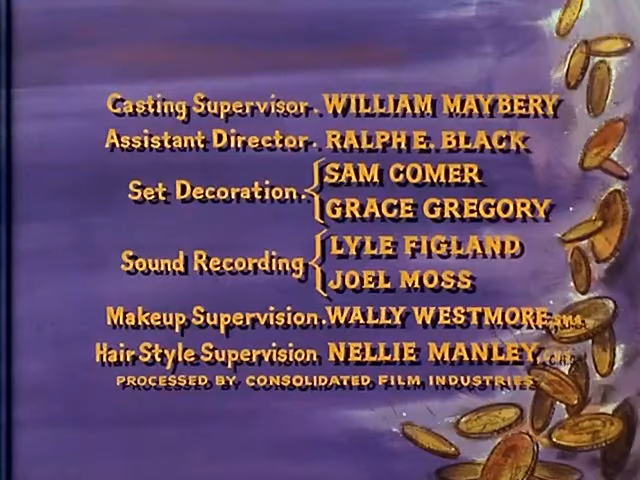 Casting Supervisor. WILLIAM MAYBERY
Assistant Director. RALPH E. BLACK
Set Decoration. SAM COMER
GRACE GREGORY
Sound Recording LYLE FIGLAND
JOEL MOSS
Makeup Supervision. WALLY WESTMORE, SMA.
Hair Style Supervision NELLIE MANLEY, C.H.S.
PROCESSED BY CONSOLIDATED FILM INDUSTRIES